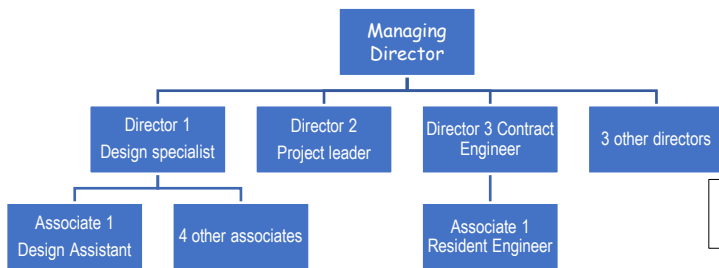 Managing
Director
Director 1
Design specialist
Director 2
Project leader
Director 3 Contract
Engineer
3 other directors
Associate 1
Design Assistant
4 other associates
Associate 1
Resident Engineer